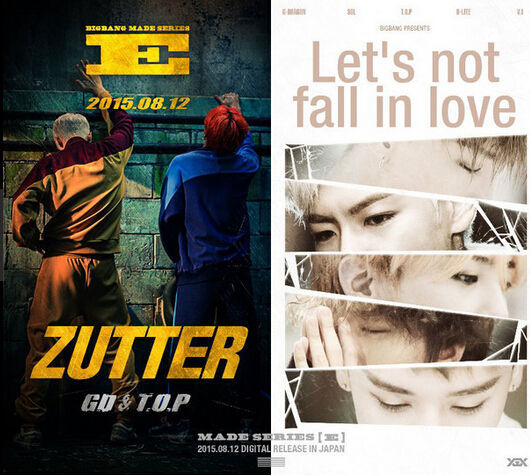 BIGBANG MADE SERIES
E
2015.08.12
ZUTTER
GD & T.O.P
G-DRAGON SOL T.O.P D-LITE V.I
BIGBANG PRESENTS
Let's not
fall in love
MADE SERIES [E]
2015.08.12 DIGITAL RELEASE IN JAPAN
YGEX